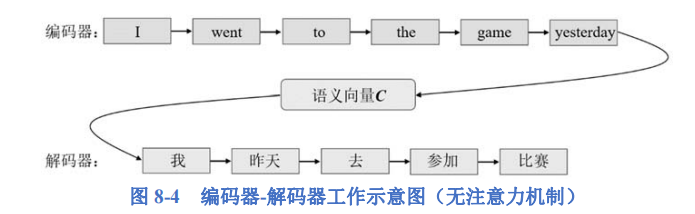 编码器: I went to the game yesterday
语义向量C
解码器: 我 昨天 去 参加 比赛
图 8-4 编码器-解码器工作示意图（无注意力机制）